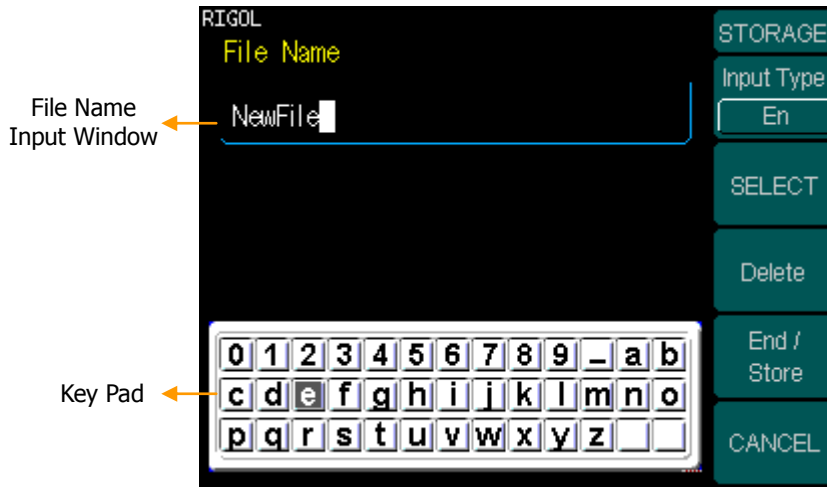 RIGOL
File Name
NewFile
File Name
Input Window
Key Pad
0 1 2 3 4 5 6 7 8 9 _ a b
c d e f g h i j k l m n o
p q r s t u v w x y z
STORAGE
Input Type
En
SELECT
Delete
End /
Store
CANCEL